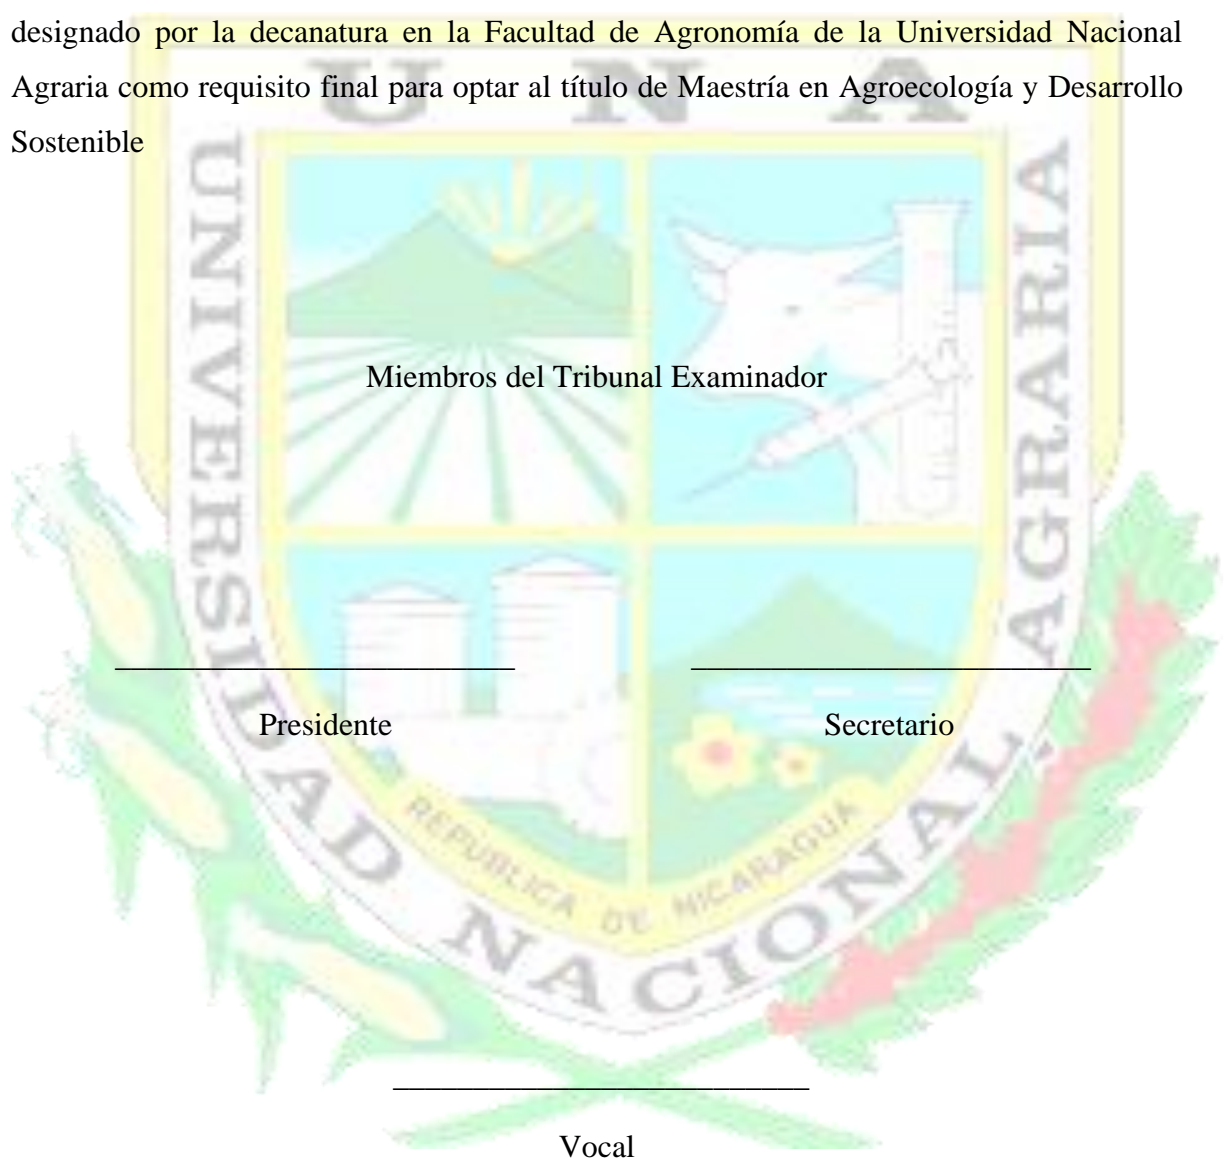 designado por la decanatura en la Facultad de Agronomía de la Universidad Nacional
Agraria como requisito final para optar al título de Maestría en Agroecología y Desarrollo
Sostenible
U N A
UNIVERSIDAD NACIONAL AGRARIA
Miembros del Tribunal Examinador
Presidente
Secretario
REPUBLICA DE NICARAGUA
Vocal